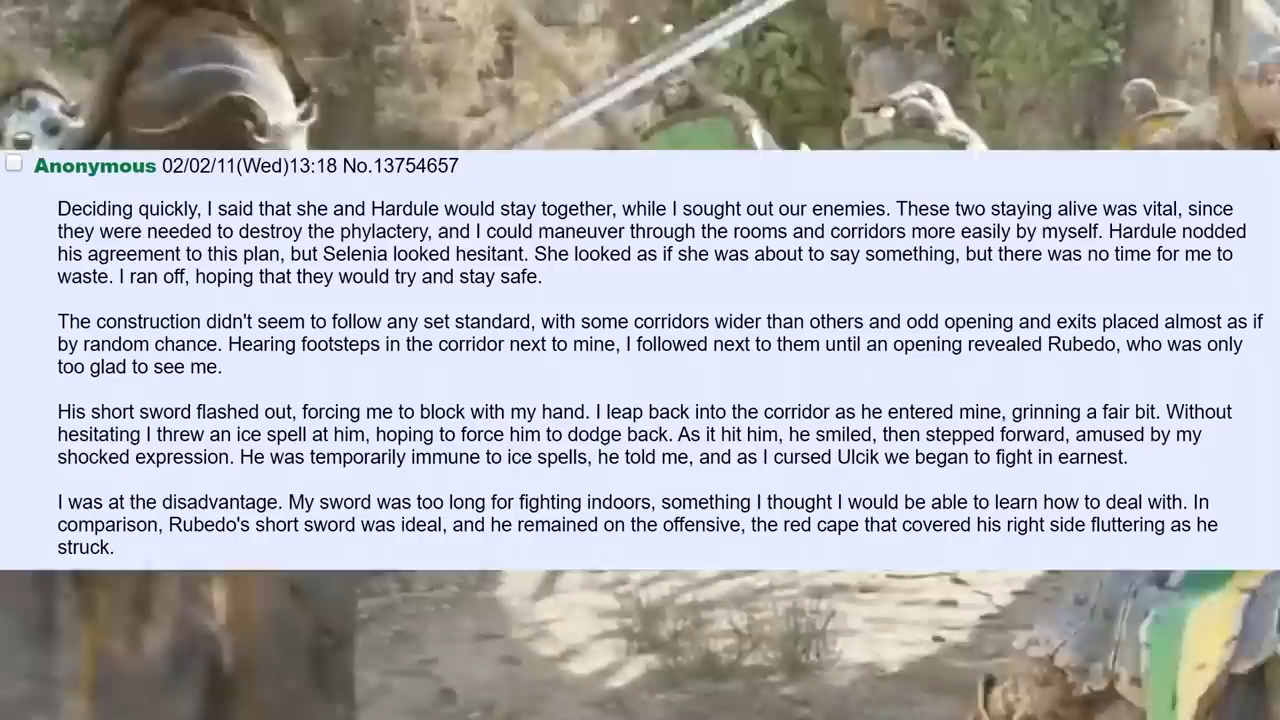 Anonymous 02/02/11(Wed)13:18 No.13754657
Deciding quickly, I said that she and Hardule would stay together, while I sought out our enemies. These two staying alive was vital, since
they were needed to destroy the phylactery, and I could maneuver through the rooms and corridors more easily by myself. Hardule nodded
his agreement to this plan, but Selenia looked hesitant. She looked as if she was about to say something, but there was no time for me to
waste. I ran off, hoping that they would try and stay safe.
The construction didn't seem to follow any set standard, with some corridors wider than others and odd opening and exits placed almost as if
by random chance. Hearing footsteps in the corridor next to mine, I followed next to them until an opening revealed Rubedo, who was only
too glad to see me.
His short sword flashed out, forcing me to block with my hand. I leap back into the corridor as he entered mine, grinning a fair bit. Without
hesitating I threw an ice spell at him, hoping to force him to dodge back. As it hit him, he smiled, then stepped forward, amused by my
shocked expression. He was temporarily immune to ice spells, he told me, and as I cursed Ulcik we began to fight in earnest.
I was at the disadvantage. My sword was too long for fighting indoors, something I thought I would be able to learn how to deal with. In
comparison, Rubedo's short sword was ideal, and he remained on the offensive, the red cape that covered his right side fluttering as he
struck.